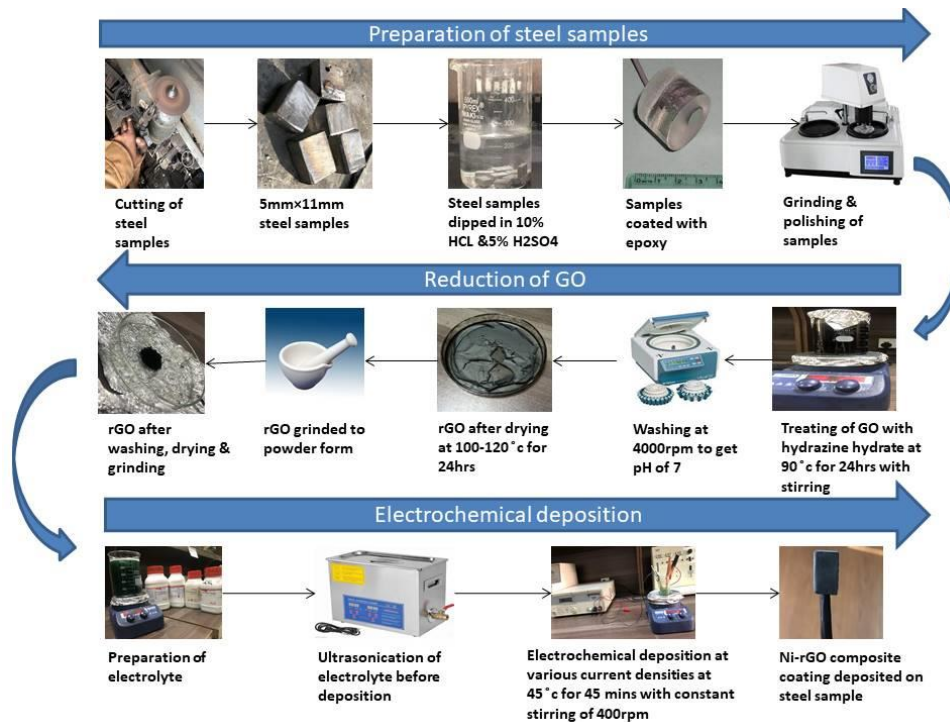 Preparation of steel samples
Cutting of
steel
samples
5mm×11mm
steel samples
Steel samples
dipped in 10%
HCL &5% H2SO4
Samples
coated with
epoxy
Grinding &
polishing of
samples
Reduction of GO
rGO after
washing, drying &
grinding
rGO grinded to
powder form
rGO after drying
at 100-120˚c for
24hrs
Washing at
4000rpm to get
pH of 7
Treating of GO with
hydrazine hydrate at
90˚c for 24hrs with
stirring
Electrochemical deposition
Preparation of
electrolyte
Ultrasonication of
electrolyte before
deposition
Electrochemical deposition at
various current densities at
45˚c for 45 mins with constant
stirring of 400rpm
Ni-rGO composite
coating deposited on
steel sample